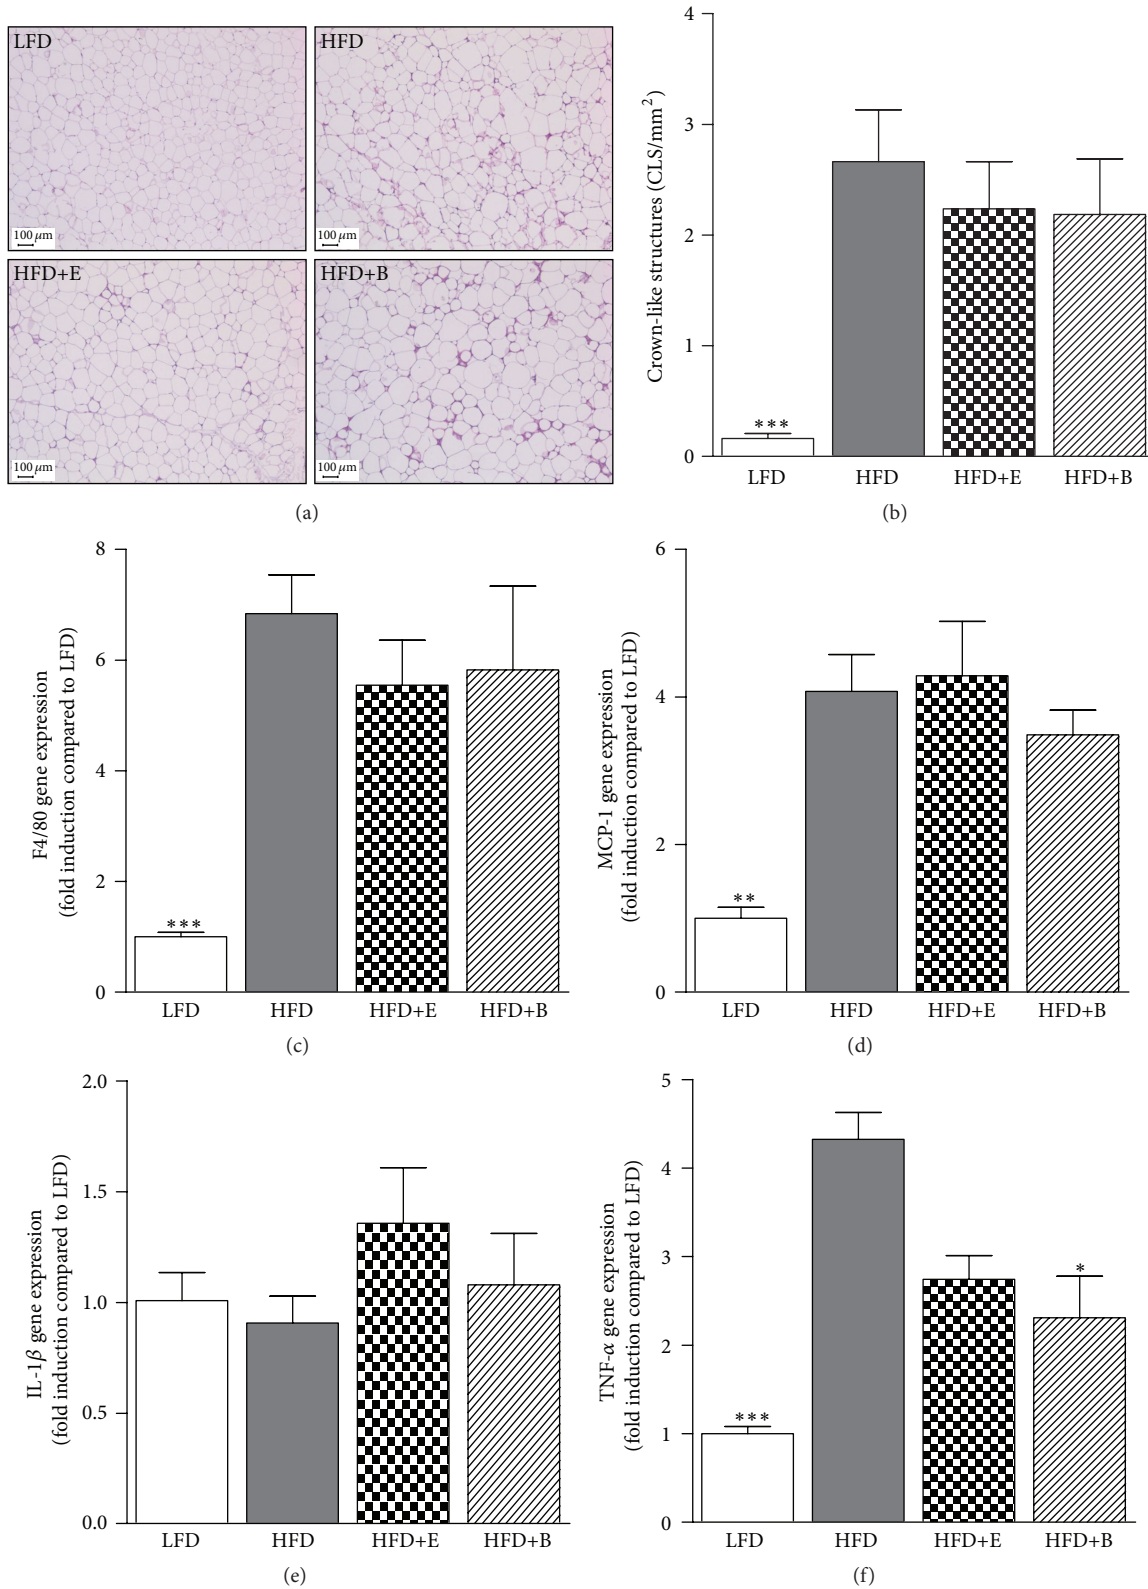 LFD
HFD
100 μm
100 μm
HFD+E
HFD+B
100 μm
100 μm
(a)
Crown-like structures (CLS/mm²)
4
3
2
1
0
***
LFD
HFD
HFD+E
HFD+B
(b)
F4/80 gene expression
(fold induction compared to LFD)
8
6
4
2
0
***
LFD
HFD
HFD+E
HFD+B
(c)
MCP-1 gene expression
(fold induction compared to LFD)
6
4
2
0
**
LFD
HFD
HFD+E
HFD+B
(d)
IL-1β gene expression
(fold induction compared to LFD)
2.0
1.5
1.0
0.5
0.0
LFD
HFD
HFD+E
HFD+B
(e)
TNF-α gene expression
(fold induction compared to LFD)
5
4
3
2
1
0
***
*
LFD
HFD
HFD+E
HFD+B
(f)